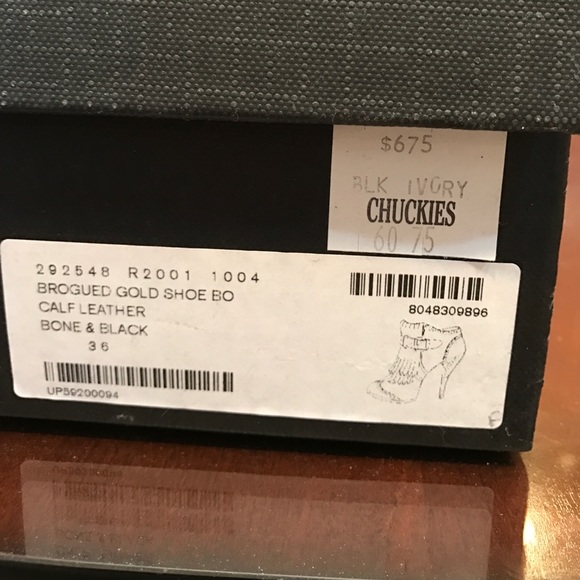 $675
BLK IVORY
CHUCKIES
60 75
292548 R2001 1004
BROGUED GOLD SHOE BO
CALF LEATHER
BONE & BLACK
36
UP59200094
8048309896